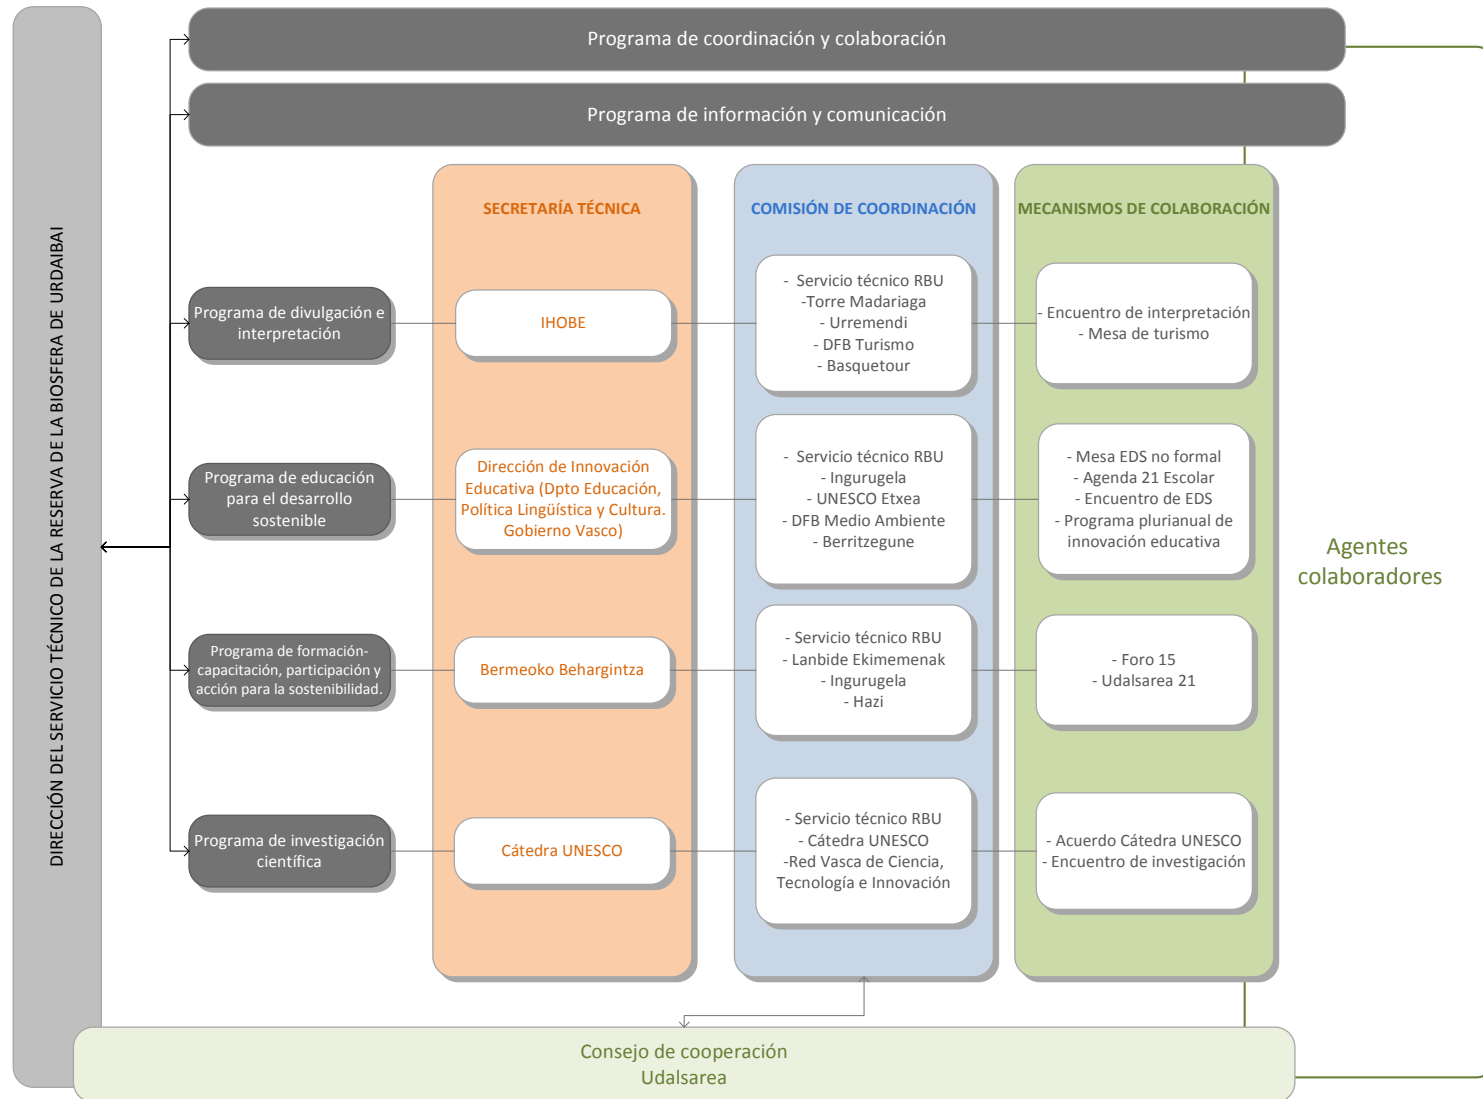 Programa de coordinación y colaboración
Programa de información y comunicación
DIRECCIÓN DEL SERVICIO TÉCNICO DE LA RESERVA DE LA BIOSFERA DE URDAIBAI
SECRETARÍA TÉCNICA
COMISIÓN DE COORDINACIÓN
MECANISMOS DE COLABORACIÓN
Programa de divulgación e
interpretación
IHOBE
- Servicio técnico RBU
-Torre Madariaga
- Urremendi
- DFB Turismo
- Basquetour
- Encuentro de interpretación
- Mesa de turismo
Programa de educación
para el desarrollo
sostenible
Dirección de Innovación
Educativa (Dpto Educación,
Política Lingüística y Cultura.
Gobierno Vasco)
- Servicio técnico RBU
- Ingurugela
- UNESCO Etxea
- DFB Medio Ambiente
- Berritzegune
- Mesa EDS no formal
- Agenda 21 Escolar
- Encuentro de EDS
- Programa plurianual de
innovación educativa
Agentes
colaboradores
Programa de formación-
capacitación, participación y
acción para la sostenibilidad.
Bermeoko Behargintza
- Servicio técnico RBU
- Lanbide Ekimemenak
- Ingurugela
- Hazi
- Foro 15
- Udalsarea 21
Programa de investigación
científica
Cátedra UNESCO
- Servicio técnico RBU
- Cátedra UNESCO
-Red Vasca de Ciencia,
Tecnología e Innovación
- Acuerdo Cátedra UNESCO
- Encuentro de investigación
Consejo de cooperación
Udalsarea